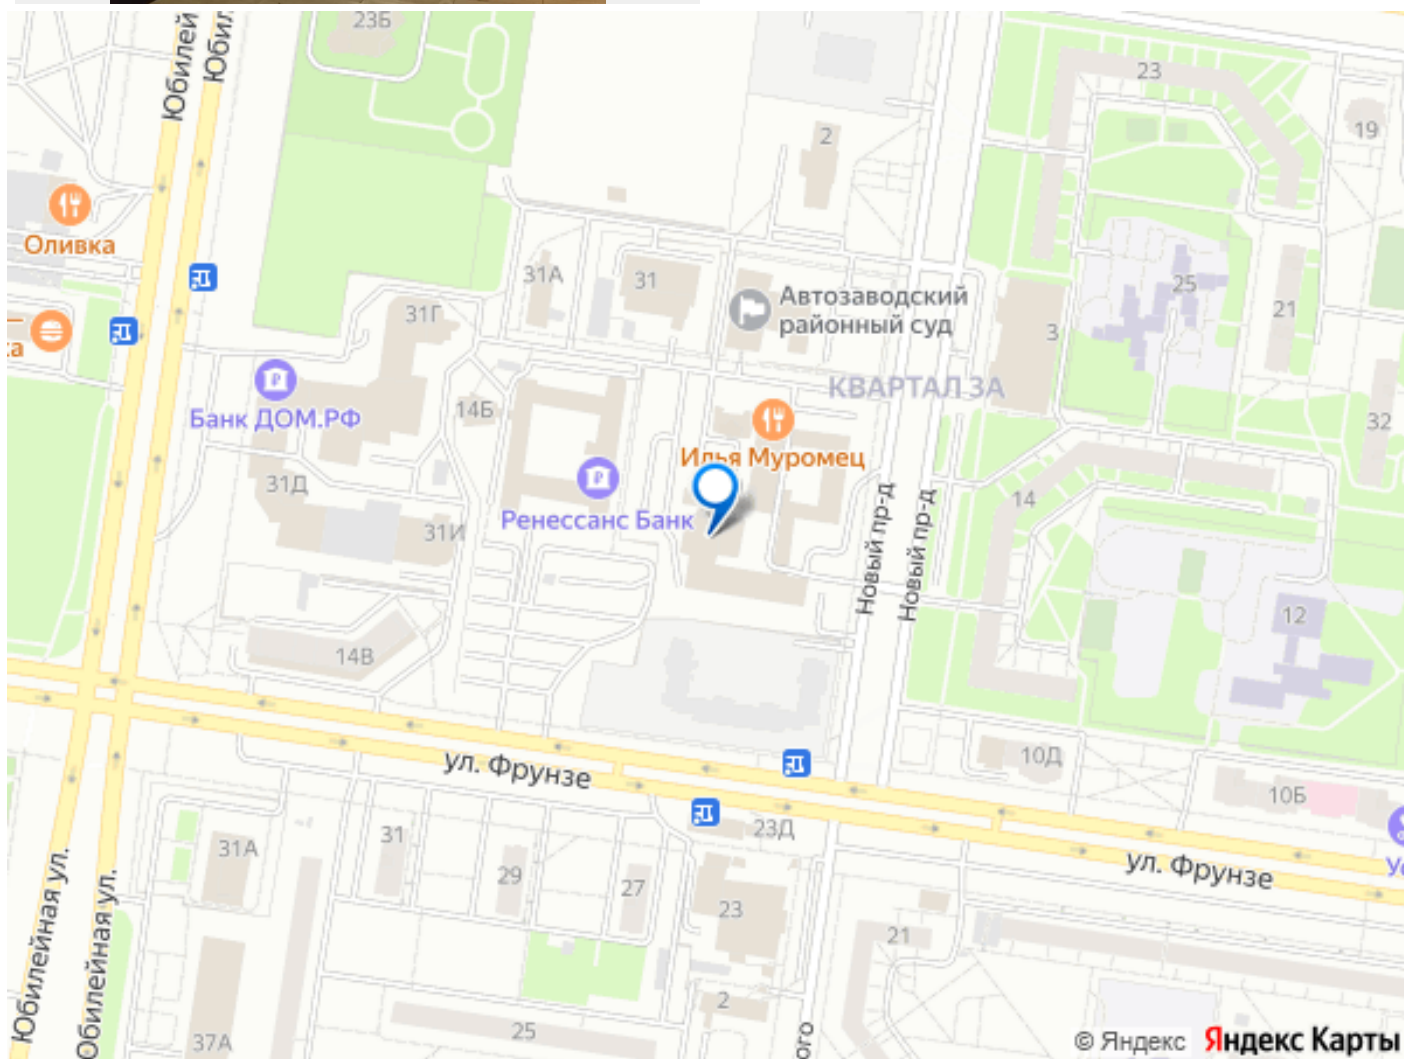 23Б
Юбилей
Юбил
23
19
2
Оливка
31А
31
25
21
Автозаводский
районный суд
31Г
3
ка
КВАРТАЛ 3А
Банк ДОМ.РФ
14Б
32
Илья Муромец
31Д
14
Ренессанс Банк
31И
Новый пр-д
Новый пр-д
12
14В
ул. Фрунзе
10Д
10Б
23Д
31А
31
29
27
23
ул. Фрунзе
Ус
Юбилейная ул.
Юбилейная ул.
21
2
25
37А
ого
© Яндекс Яндекс Карты